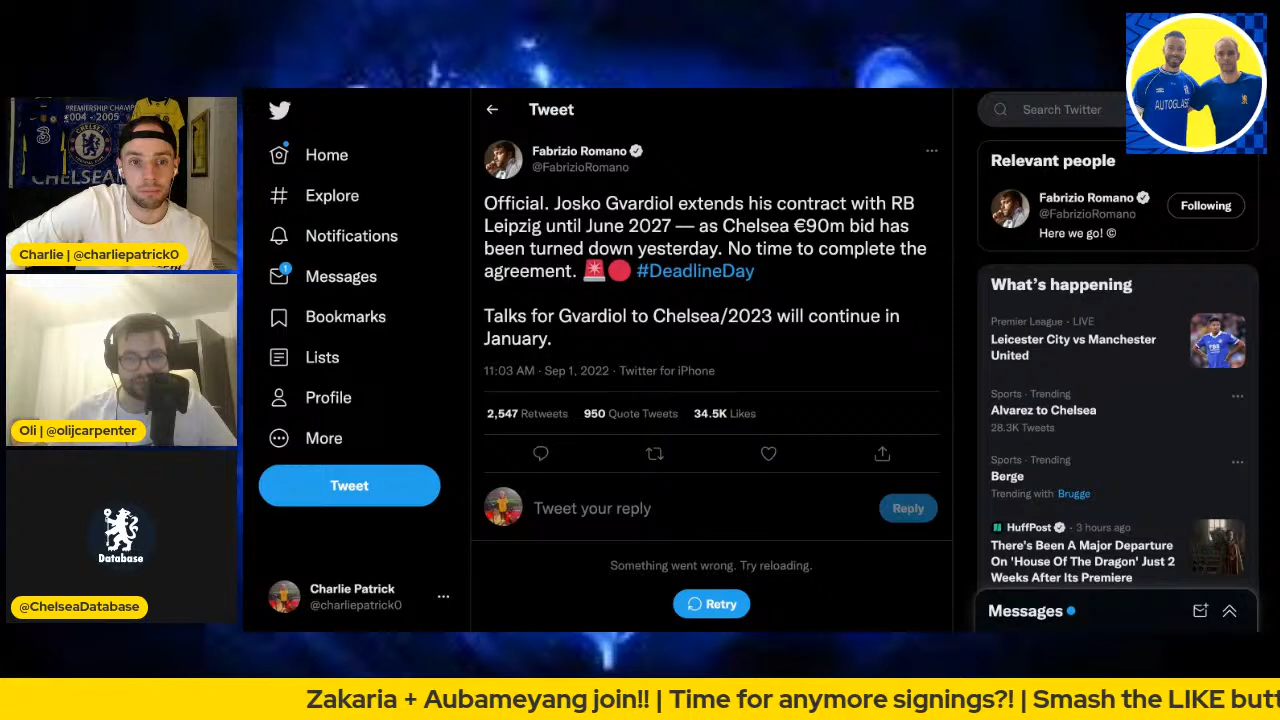 PREMIERSHIP CHAMP
2004 - 2005
3
CHELSEA
Charlie | @charliepatrick0
Oli | @olijcarpenter
Database
@ChelseaDatabase
Home
Explore
Notifications
1
Messages
Bookmarks
Lists
Profile
More
Tweet
Charlie Patrick
@charliepatrick0
Tweet
Fabrizio Romano
@FabrizioRomano
Official. Josko Gvardiol extends his contract with RB
Leipzig until June 2027 — as Chelsea €90m bid has
been turned down yesterday. No time to complete the
agreement. 🚨🔴 #DeadlineDay
Talks for Gvardiol to Chelsea/2023 will continue in
January.
11:03 AM · Sep 1, 2022 · Twitter for iPhone
2,547 Retweets 950 Quote Tweets 34.5K Likes
Tweet your reply
Reply
Something went wrong. Try reloading.
Retry
Search Twitter
AUTOGLASS
Relevant people
Fabrizio Romano
@FabrizioRomano
Following
Here we go! ©
What's happening
Premier League · LIVE
Leicester City vs Manchester
United
Sports · Trending
Alvarez to Chelsea
28.3K Tweets
Sports · Trending
Berge
Trending with Brugge
HuffPost · 3 hours ago
There's Been A Major Departure
On 'House Of The Dragon' Just 2
Weeks After Its Premiere
Messages
Zakaria + Aubameyang join!! | Time for anymore signings?! | Smash the LIKE butt